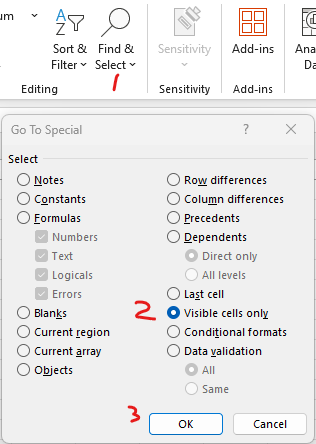 um
Sort &
Filter
Find &
Select
Sensitivity
Add-ins
Ana
Da
1
Editing
Sensitivity
Add-ins
Go To Special
?
Select
Notes
Constants
Formulas
Numbers
Text
Logicals
Errors
Blanks
Current region
Current array
Objects
Row differences
Column differences
Precedents
Dependents
Direct only
All levels
Last cell
2
Visible cells only
Conditional formats
Data validation
All
Same
3
OK
Cancel